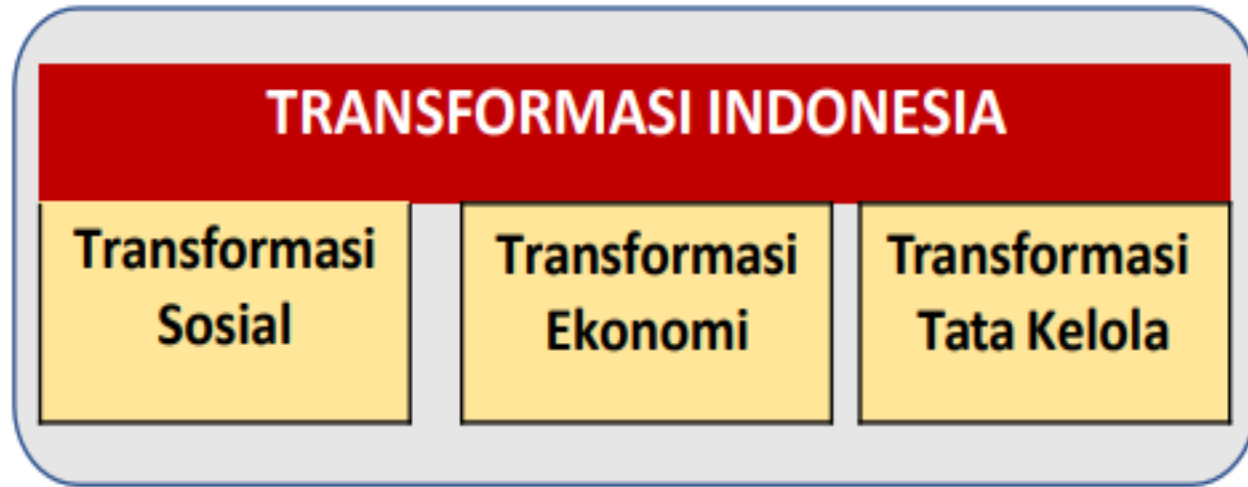 TRANSFORMASI INDONESIA
Transformasi
Sosial
Transformasi
Ekonomi
Transformasi
Tata Kelola